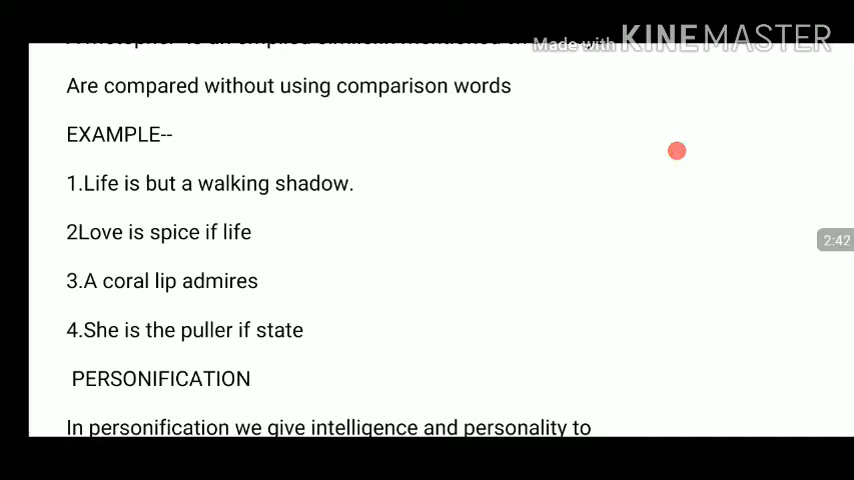 Made with KINEMASTER
Are compared without using comparison words
EXAMPLE--
1.Life is but a walking shadow.
2Love is spice if life
2:42
3.A coral lip admires
4.She is the puller if state
PERSONIFICATION
In personification we give intelligence and personality to